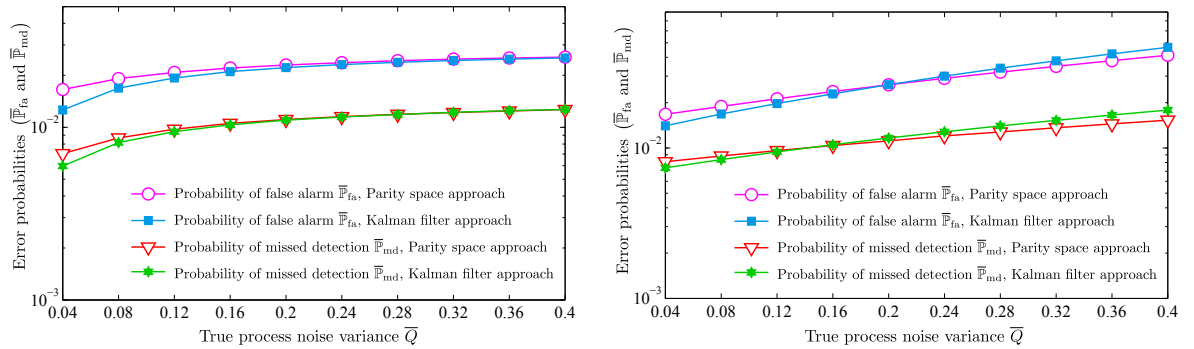 Error probabilities (ℙ̅fa and ℙ̅md)
10⁻²
10⁻³
Probability of false alarm ℙ̅fa, Parity space approach
Probability of false alarm ℙ̅fa, Kalman filter approach
Probability of missed detection ℙ̅md, Parity space approach
Probability of missed detection ℙ̅md, Kalman filter approach
0.04 0.08 0.12 0.16 0.2 0.24 0.28 0.32 0.36 0.4
True process noise variance Q̅
Error probabilities (ℙ̅fa and ℙ̅md)
10⁻²
10⁻³
Probability of false alarm ℙ̅fa, Parity space approach
Probability of false alarm ℙ̅fa, Kalman filter approach
Probability of missed detection ℙ̅md, Parity space approach
Probability of missed detection ℙ̅md, Kalman filter approach
0.04 0.08 0.12 0.16 0.2 0.24 0.28 0.32 0.36 0.4
True process noise variance Q̅